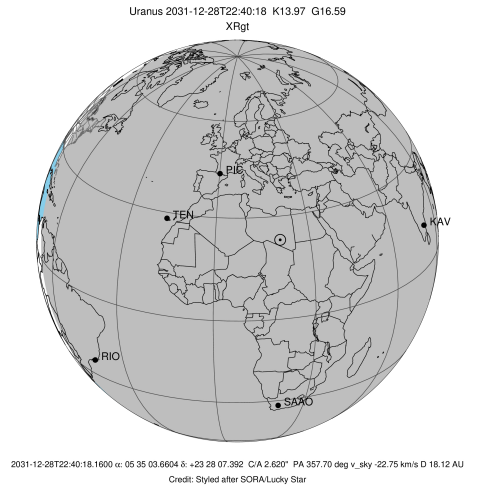 Uranus 2031-12-28T22:40:18 K13.97 G16.59
XRgt
PIC
TEN
KAV
RIO
SAAO
2031-12-28T22:40:18.1600 α: 05 35 03.6604 δ: +23 28 07.392 C/A 2.620" PA 357.70 deg v_sky -22.75 km/s D 18.12 AU
Credit: Styled after SORA/Lucky Star